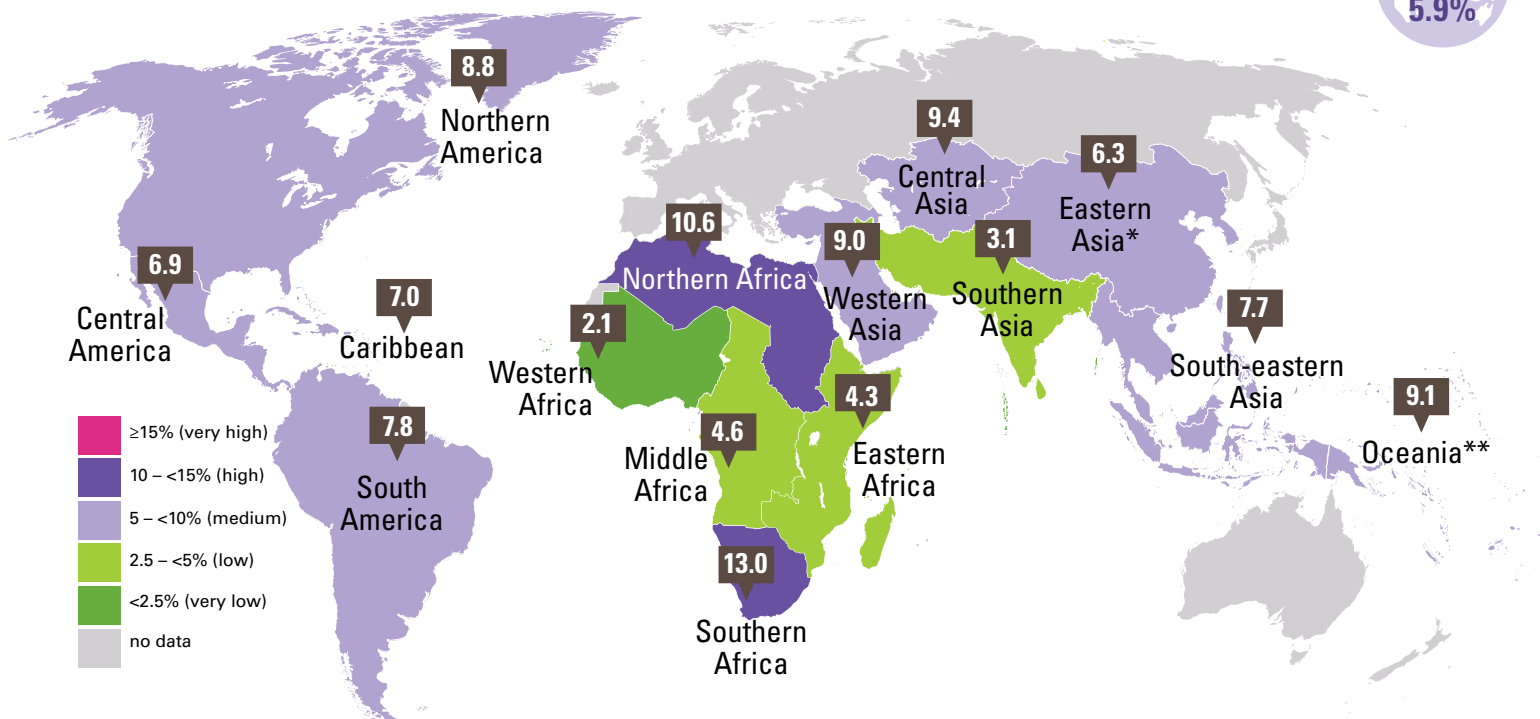 5.9%
8.8
Northern
America
9.4
Central
Asia
6.3
Eastern
Asia*
10.6
Northern Africa
9.0
Western
Asia
3.1
Southern
Asia
6.9
Central
America
7.0
Caribbean
2.1
Western
Africa
7.7
South-eastern
Asia
4.3
Eastern
Africa
9.1
Oceania**
7.8
South
America
4.6
Middle
Africa
13.0
Southern
Africa
≥15% (very high)
10 – <15% (high)
5 – <10% (medium)
2.5 – <5% (low)
<2.5% (very low)
no data